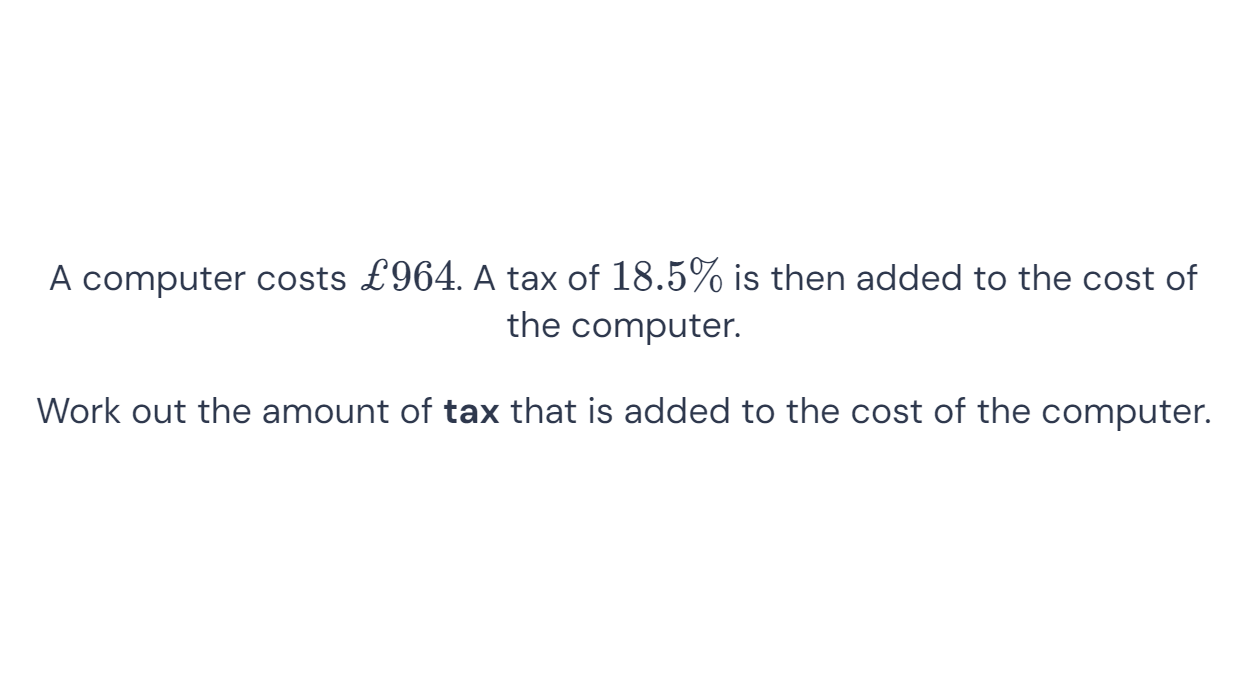 A computer costs £964. A tax of 18.5% is then added to the cost of
the computer.
Work out the amount of tax that is added to the cost of the computer.